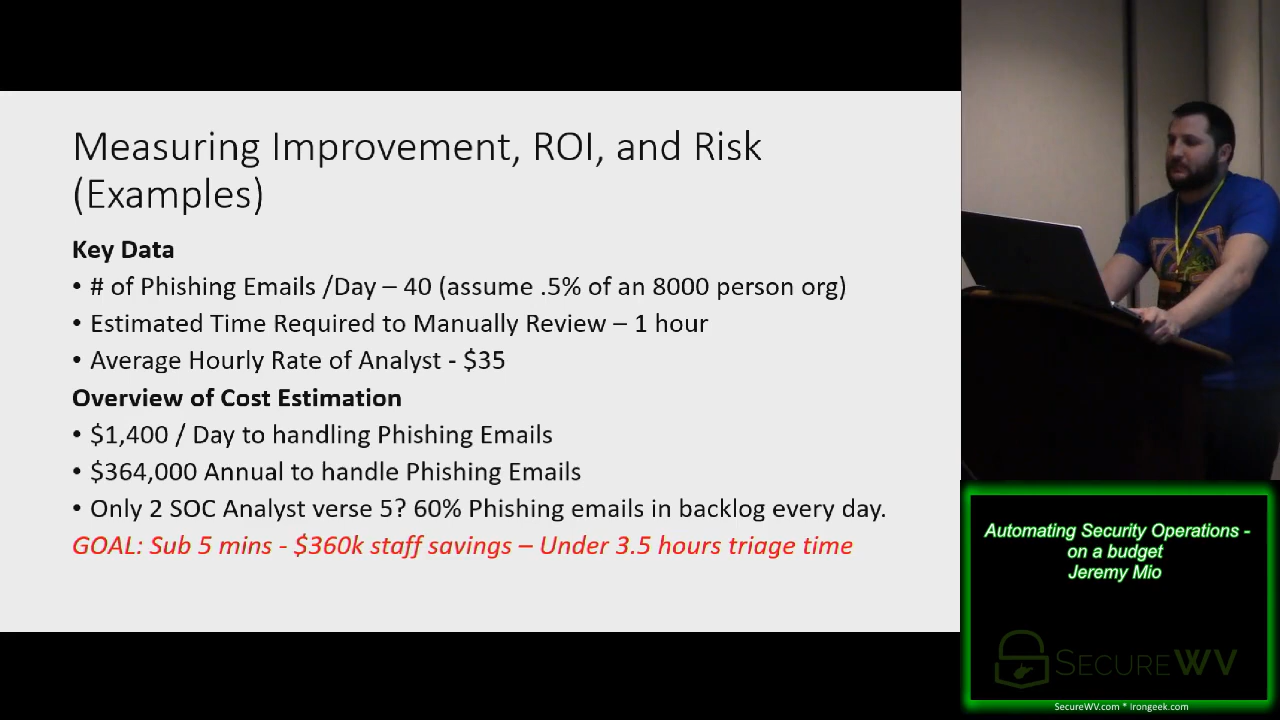 Measuring Improvement, ROI, and Risk
(Examples)
Key Data
• # of Phishing Emails /Day – 40 (assume .5% of an 8000 person org)
• Estimated Time Required to Manually Review – 1 hour
• Average Hourly Rate of Analyst - $35
Overview of Cost Estimation
• $1,400 / Day to handling Phishing Emails
• $364,000 Annual to handle Phishing Emails
• Only 2 SOC Analyst verse 5? 60% Phishing emails in backlog every day.
GOAL: Sub 5 mins - $360k staff savings – Under 3.5 hours triage time
Automating Security Operations -
on a budget
Jeremy Mio
SECUREWV
SecureWV.com * Irongeek.com